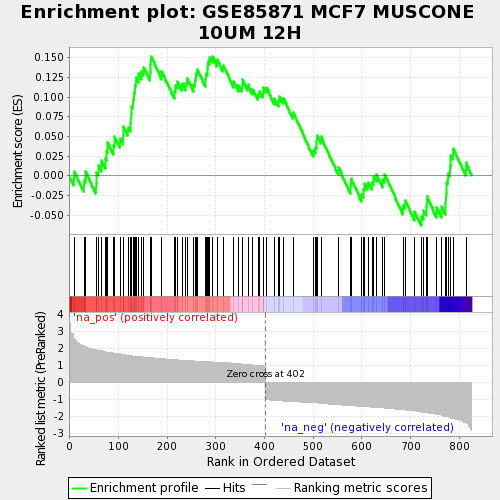 Enrichment plot: GSE85871 MCF7 MUSCONE
10UM 12H
Enrichment score (ES)
0.150
0.125
0.100
0.075
0.050
0.025
0.000
-0.025
-0.050
'na_pos' (positively correlated)
Ranked list metric (PreRanked)
4
3
2
1
0
-1
-2
-3
Zero cross at 402
'na_neg' (negatively correlated)
0 100 200 300 400 500 600 700 800
Rank in Ordered Dataset
Enrichment profile Hits Ranking metric scores